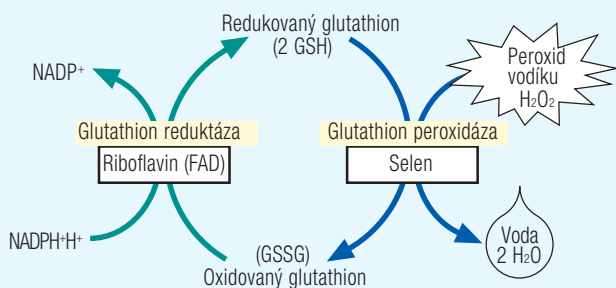 Redukovaný glutathion
(2 GSH)
Peroxid
vodíku
H₂O₂
NADP⁺
Glutathion reduktáza
Glutathion peroxidáza
Riboflavin (FAD)
Selen
NADPH⁺H⁺
(GSSG)
Oxidovaný glutathion
Voda
2 H₂O